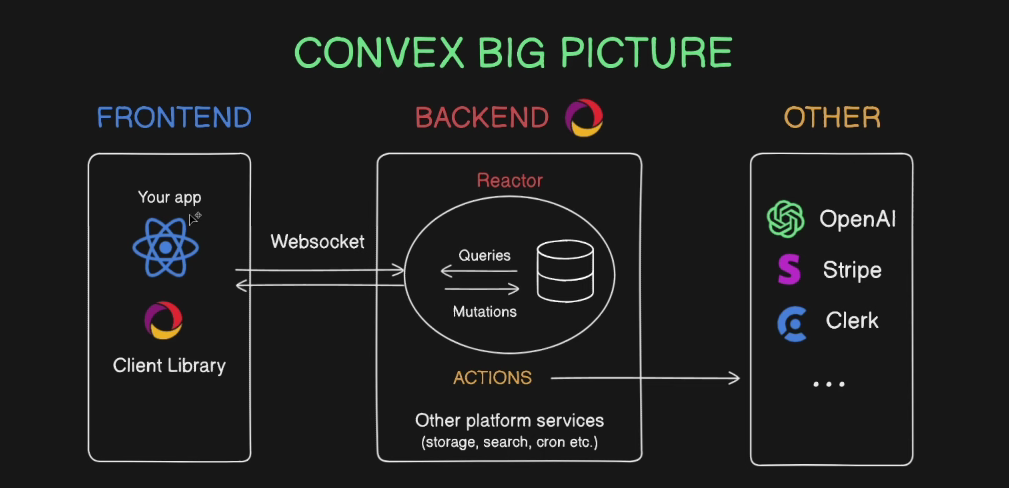 CONVEX BIG PICTURE
FRONTEND
Your app
Client Library
Websocket
BACKEND
Reactor
Queries
Mutations
ACTIONS
Other platform services
(storage, search, cron etc.)
OTHER
OpenAI
Stripe
Clerk
...